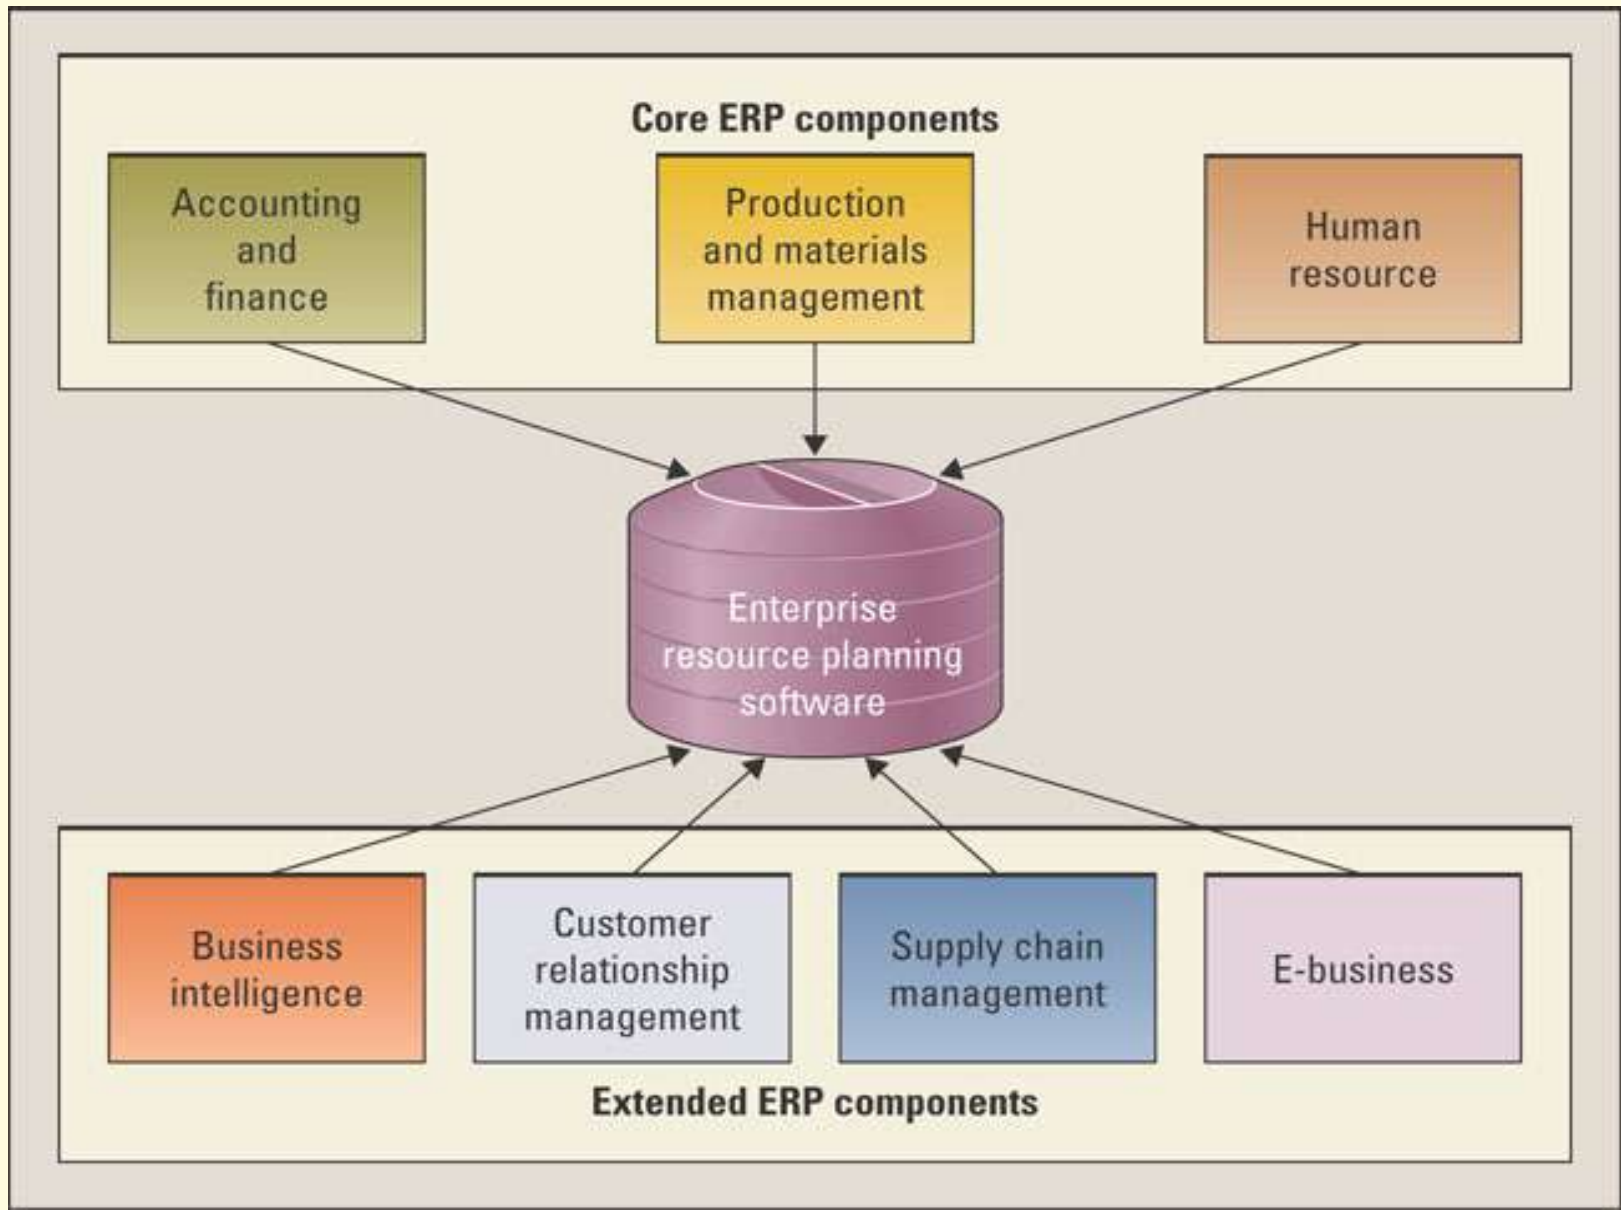 Core ERP components
Accounting
and
finance
Production
and materials
management
Human
resource
Enterprise
resource planning
software
Business
intelligence
Customer
relationship
management
Supply chain
management
E-business
Extended ERP components